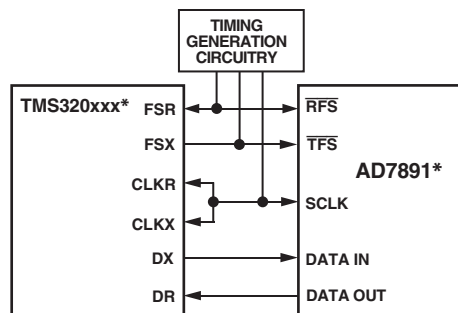 TIMING
GENERATION
CIRCUITRY
TMS320xxx*
AD7891*
FSR
RFS
FSX
TFS
CLKR
SCLK
CLKX
DX
DATA IN
DR
DATA OUT